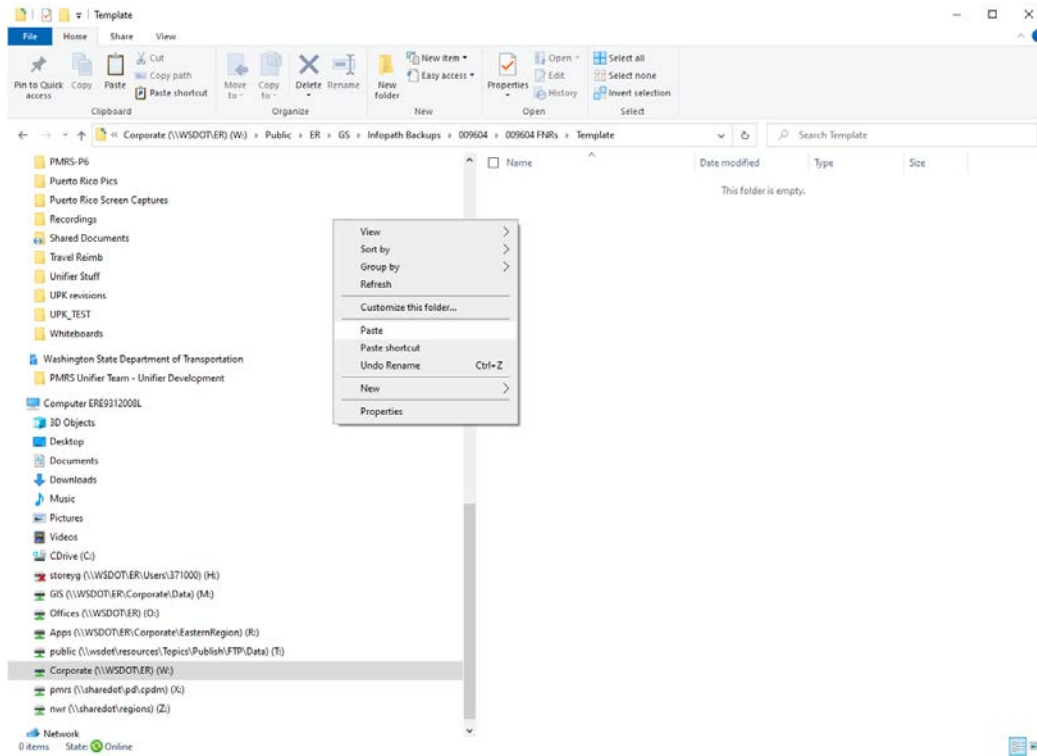 Template
File Home Share View
Pin to Quick access
Copy
Paste
Cut
Copy path
Paste shortcut
Move to
Copy to
Delete
Rename
New folder
New item
Easy access
Properties
Open
Edit
History
Select all
Select none
Invert selection
Clipboard Organize New Open Select
« Corporate (\\WSDOT\ER) (W:) › Public › ER › GS › Infopath Backups › 009604 › 009604 FNRs › Template
Search Template
Name Date modified Type Size
This folder is empty.
PMRS-P6
Puerto Rico Pics
Puerto Rico Screen Captures
Recordings
Shared Documents
Travel Reimb
Unifier Stuff
UPK revisions
UPK_TEST
Whiteboards
Washington State Department of Transportation
PMRS Unifier Team - Unifier Development
Computer ERE9312008L
3D Objects
Desktop
Documents
Downloads
Music
Pictures
Videos
CDrive (C:)
storeyg (\\WSDOT\ER\Users\371000) (H:)
GIS (\\WSDOT\ER\Corporate\Data) (M:)
Offices (\\WSDOT\ER) (O:)
Apps (\\WSDOT\ER\Corporate\EasternRegion) (R:)
public (\\wsdot\resources\Topics\Publish\FTP\Data) (T:)
Corporate (\\WSDOT\ER) (W:)
pmrs (\\sharedot\pd\cpdm) (X:)
nwr (\\sharedot\regions) (Z:)
Network
View
Sort by
Group by
Refresh
Customize this folder...
Paste
Paste shortcut
Undo Rename Ctrl+Z
New
Properties
0 items State: Online